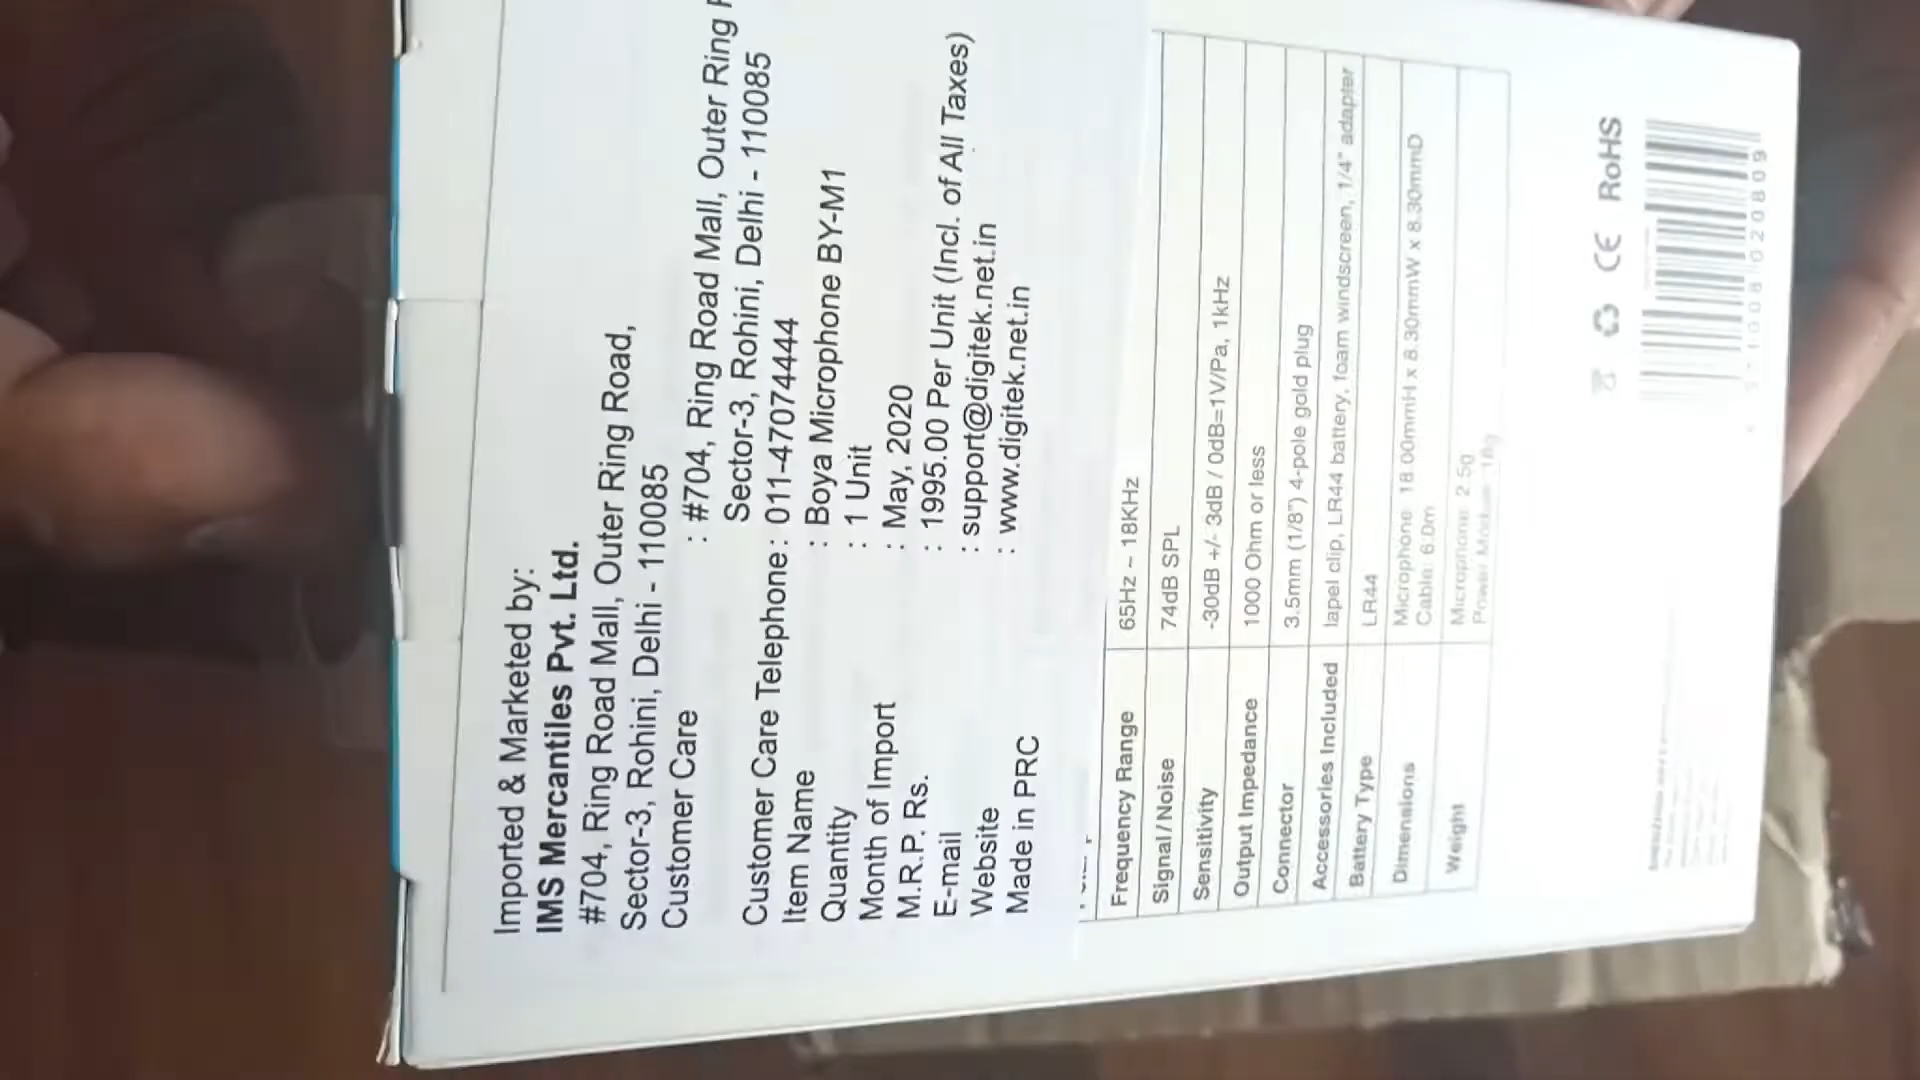 Imported & Marketed by:
IMS Mercantiles Pvt. Ltd.
#704, Ring Road Mall, Outer Ring Road,
Sector-3, Rohini, Delhi - 110085
Customer Care : #704, Ring Road Mall, Outer Ring
Sector-3, Rohini, Delhi - 110085
Customer Care Telephone : 011-47074444
Item Name : Boya Microphone BY-M1
Quantity : 1 Unit
Month of Import : May, 2020
M.R.P. Rs. : 1995.00 Per Unit (Incl. of All Taxes)
E-mail : support@digitek.net.in
Website : www.digitek.net.in
Made in PRC
Frequency Range 65Hz ~ 18KHz
Signal/Noise 74dB SPL
Sensitivity -30dB +/- 3dB / 0dB=1V/Pa, 1kHz
Output Impedance 1000 Ohm or less
Connector 3.5mm (1/8") 4-pole gold plug
Accessories Included lapel clip, LR44 battery, foam windscreen, 1/4" adapter
Battery Type LR44
Dimensions Microphone: 18.00mmH x 8.30mmW x 8.30mmD
Cable: 6.0m
Weight Microphone: 2.5g
Power Module: 18g
CE RoHS